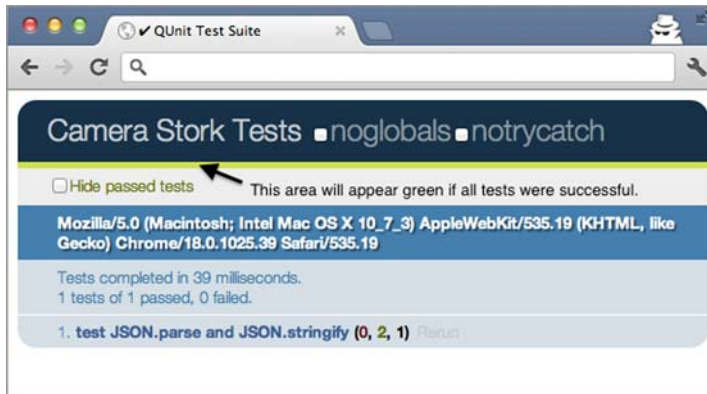 ✔ QUnit Test Suite
Camera Stork Tests noglobals notrycatch
Hide passed tests
This area will appear green if all tests were successful.
Mozilla/5.0 (Macintosh; Intel Mac OS X 10_7_3) AppleWebKit/535.19 (KHTML, like
Gecko) Chrome/18.0.1025.39 Safari/535.19
Tests completed in 39 milliseconds.
1 tests of 1 passed, 0 failed.
1. test JSON.parse and JSON.stringify (0, 2, 1) Rerun